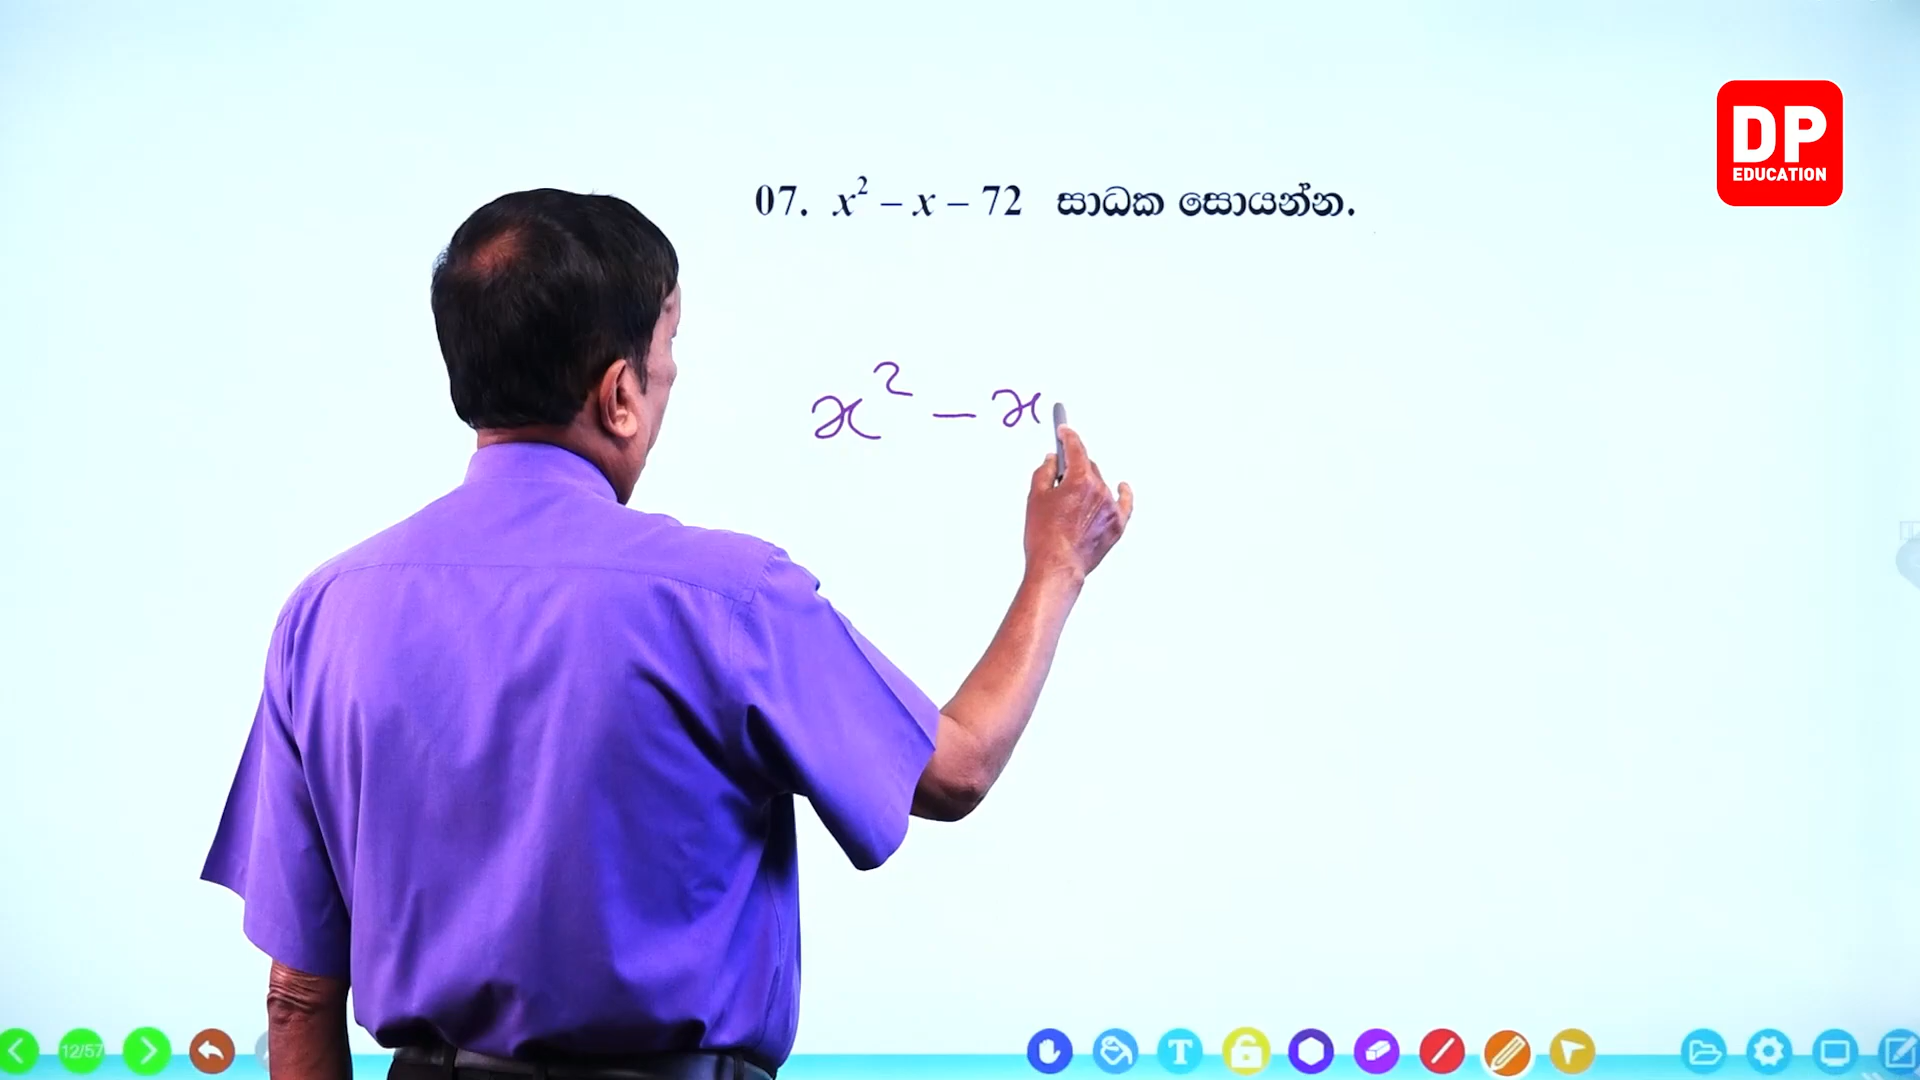 DP
EDUCATION
07. x² – x – 72 සාධක සොයන්න.
x² – x
12/57
T